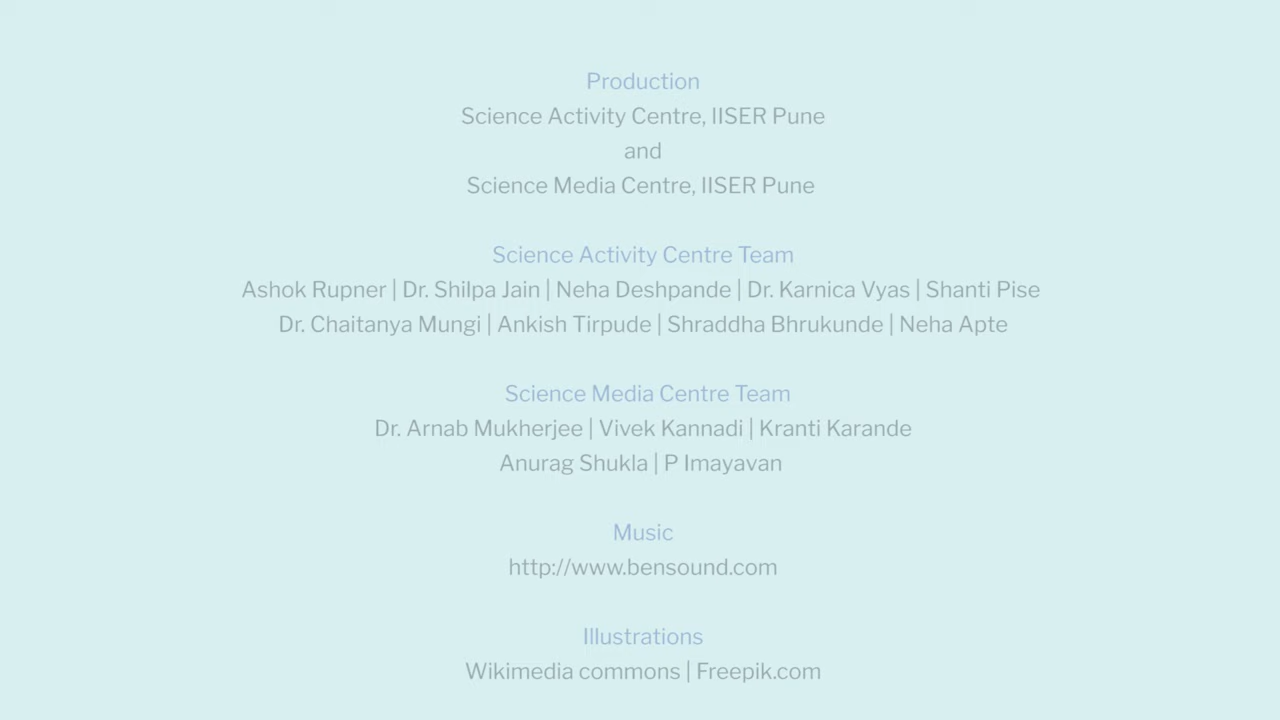 Production
Science Activity Centre, IISER Pune
and
Science Media Centre, IISER Pune
Science Activity Centre Team
Ashok Rupner | Dr. Shilpa Jain | Neha Deshpande | Dr. Karnica Vyas | Shanti Pise
Dr. Chaitanya Mungi | Ankish Tirpude | Shraddha Bhrukunde | Neha Apte
Science Media Centre Team
Dr. Arnab Mukherjee | Vivek Kannadi | Kranti Karande
Anurag Shukla | P Imayavan
Music
http://www.bensound.com
Illustrations
Wikimedia commons | Freepik.com